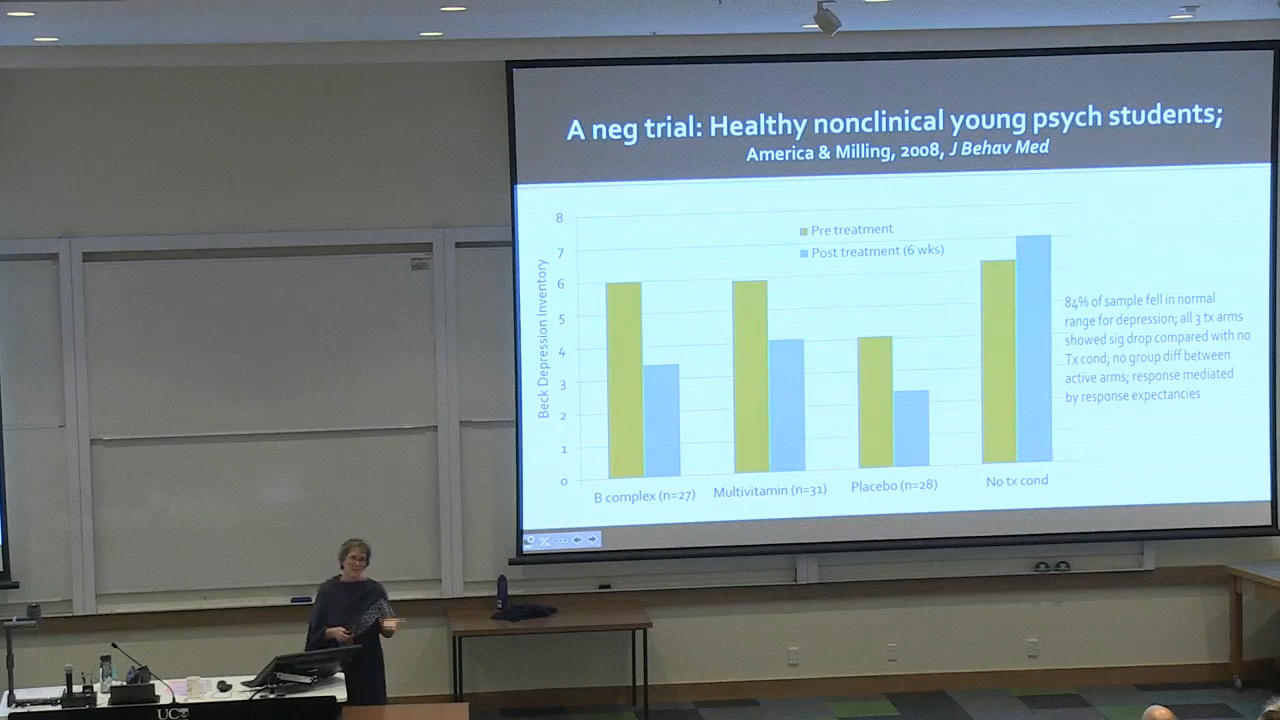 A neg trial: Healthy nonclinical young psych students;
America & Milling, 2008, J Behav Med
8
7
6
5
4
3
2
1
0
Beck Depression Inventory
Pre treatment
Post treatment (6 wks)
84% of sample fell in normal
range for depression; all 3 tx arms
showed sig drop compared with no
Tx cond; no group diff between
active arms; response mediated
by response expectancies
B complex (n=27)
Multivitamin (n=31)
Placebo (n=28)
No tx cond
UC